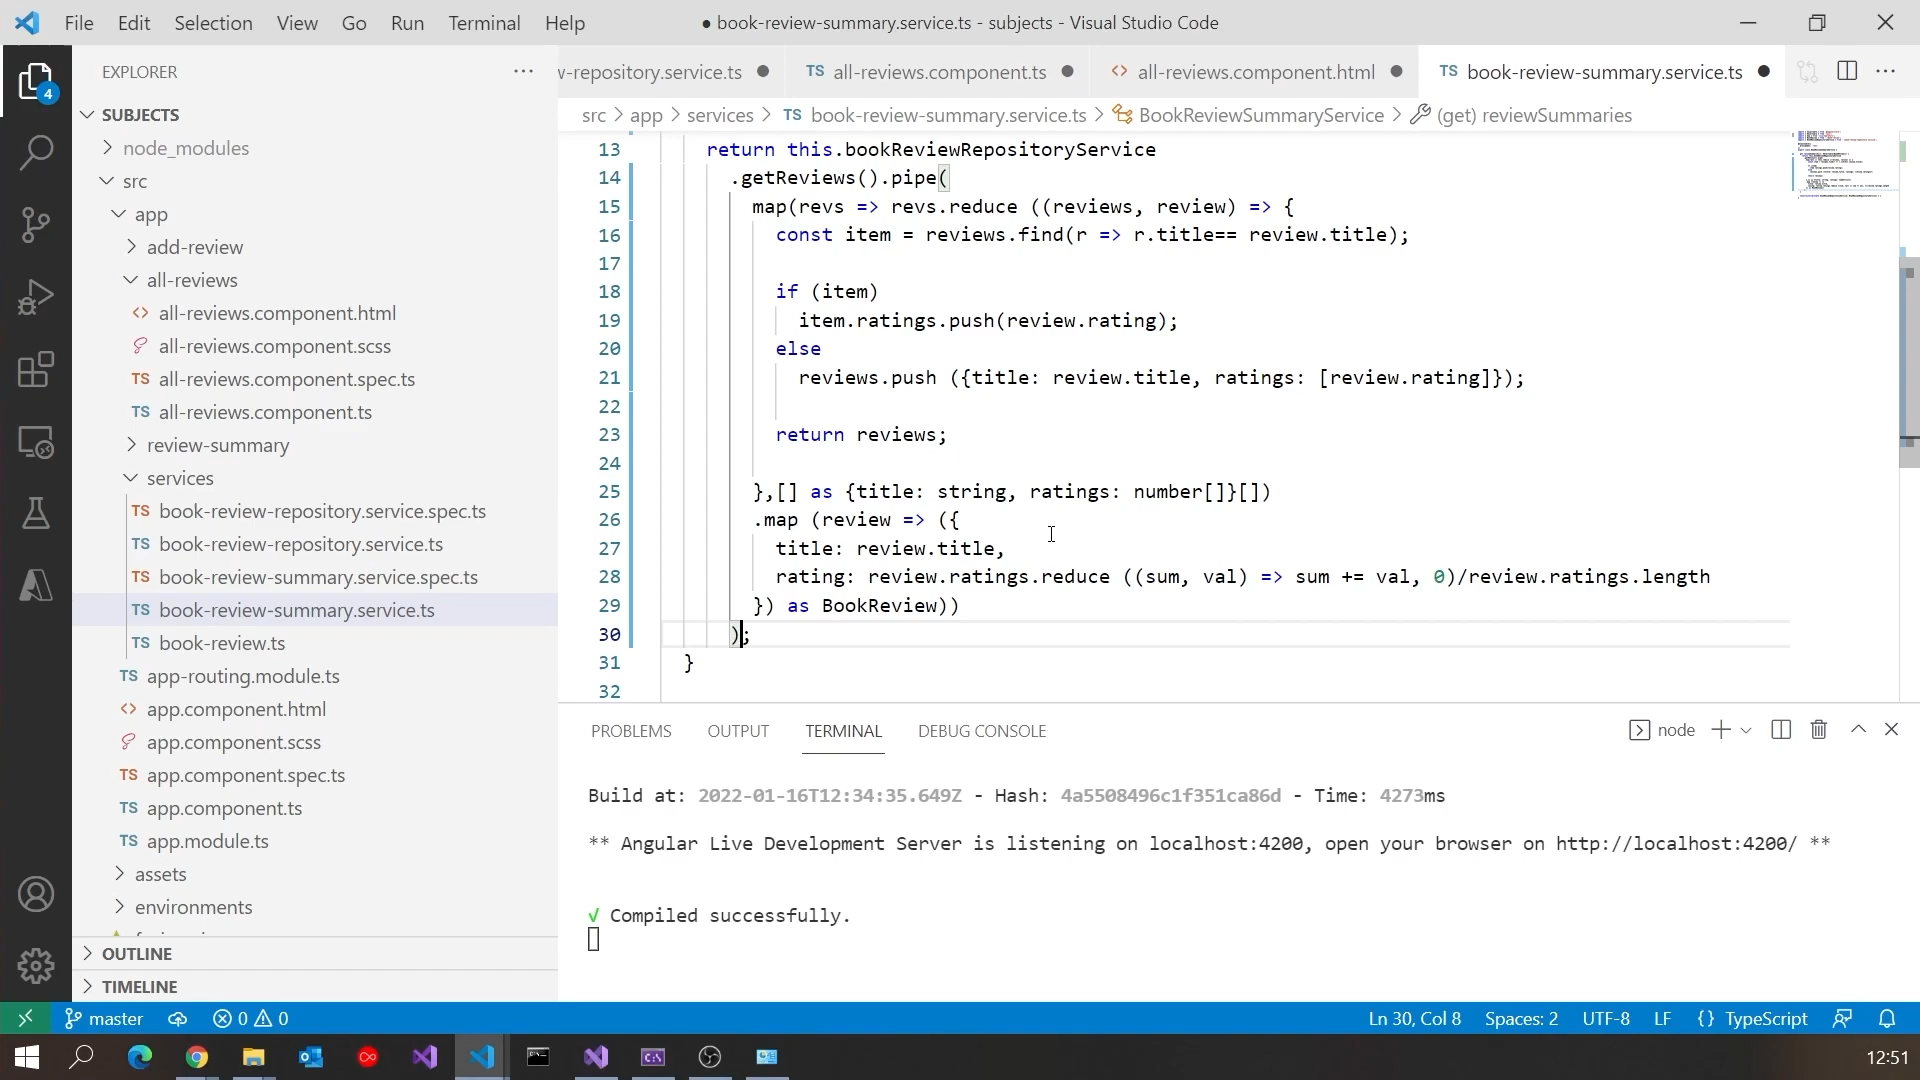 File Edit Selection View Go Run Terminal Help
● book-review-summary.service.ts - subjects - Visual Studio Code
EXPLORER
4
SUBJECTS
node_modules
src
app
add-review
all-reviews
all-reviews.component.html
all-reviews.component.scss
TS all-reviews.component.spec.ts
TS all-reviews.component.ts
review-summary
services
TS book-review-repository.service.spec.ts
TS book-review-repository.service.ts
TS book-review-summary.service.spec.ts
TS book-review-summary.service.ts
TS book-review.ts
TS app-routing.module.ts
app.component.html
app.component.scss
TS app.component.spec.ts
TS app.component.ts
TS app.module.ts
assets
environments
OUTLINE
TIMELINE
w-repository.service.ts ● TS all-reviews.component.ts ● <> all-reviews.component.html ● TS book-review-summary.service.ts ●
src > app > services > TS book-review-summary.service.ts > BookReviewSummaryService > (get) reviewSummaries
13 return this.bookReviewRepositoryService
14 .getReviews().pipe(
15 map(revs => revs.reduce ((reviews, review) => {
16 const item = reviews.find(r => r.title== review.title);
17
18 if (item)
19 item.ratings.push(review.rating);
20 else
21 reviews.push ({title: review.title, ratings: [review.rating]});
22
23 return reviews;
24
25 },[] as {title: string, ratings: number[]}[])
26 .map (review => ({
27 title: review.title,
28 rating: review.ratings.reduce ((sum, val) => sum += val, 0)/review.ratings.length
29 }) as BookReview))
30 );
31 }
32
PROBLEMS OUTPUT TERMINAL DEBUG CONSOLE
node
Build at: 2022-01-16T12:34:35.649Z - Hash: 4a5508496c1f351ca86d - Time: 4273ms
** Angular Live Development Server is listening on localhost:4200, open your browser on http://localhost:4200/ **
√ Compiled successfully.
master 0 0
Ln 30, Col 8 Spaces: 2 UTF-8 LF {} TypeScript
12:51